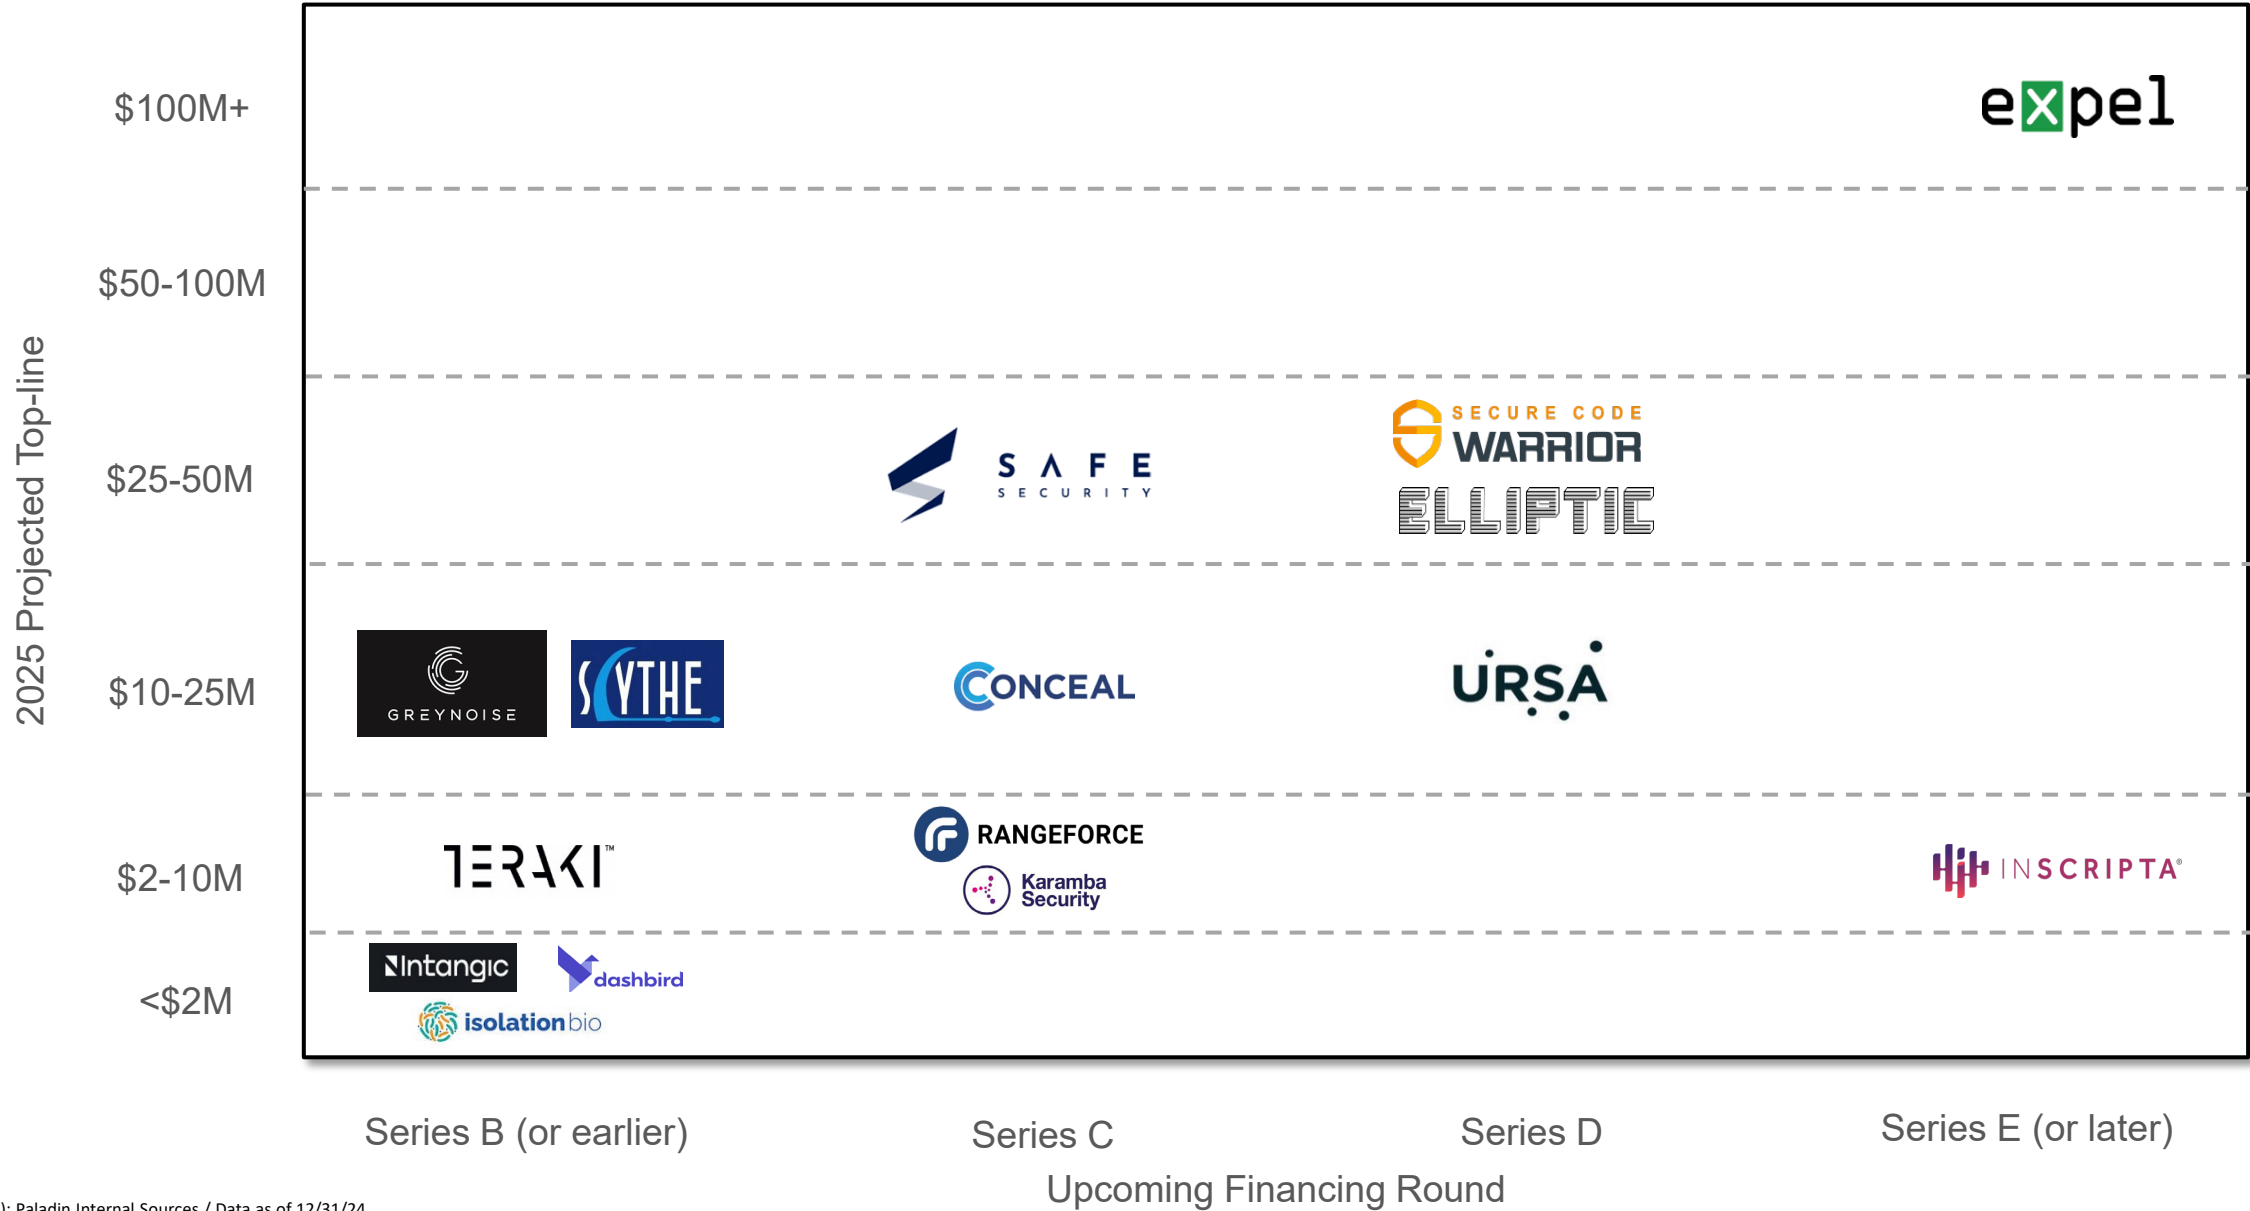 2025 Projected Top-line
$100M+
expel
$50-100M
$25-50M
SAFE
SECURITY
SECURE CODE
WARRIOR
ELLIPTIC
$10-25M
GREYNOISE
SCYTHE
CONCEAL
URSA
$2-10M
TERAKI™
RANGEFORCE
Karamba
Security
INSCRIPTA®
<$2M
Intangic
dashbird
isolationbio
Series B (or earlier)
Series C
Series D
Series E (or later)
Upcoming Financing Round
): Paladin Internal Sources / Data as of 12/31/24